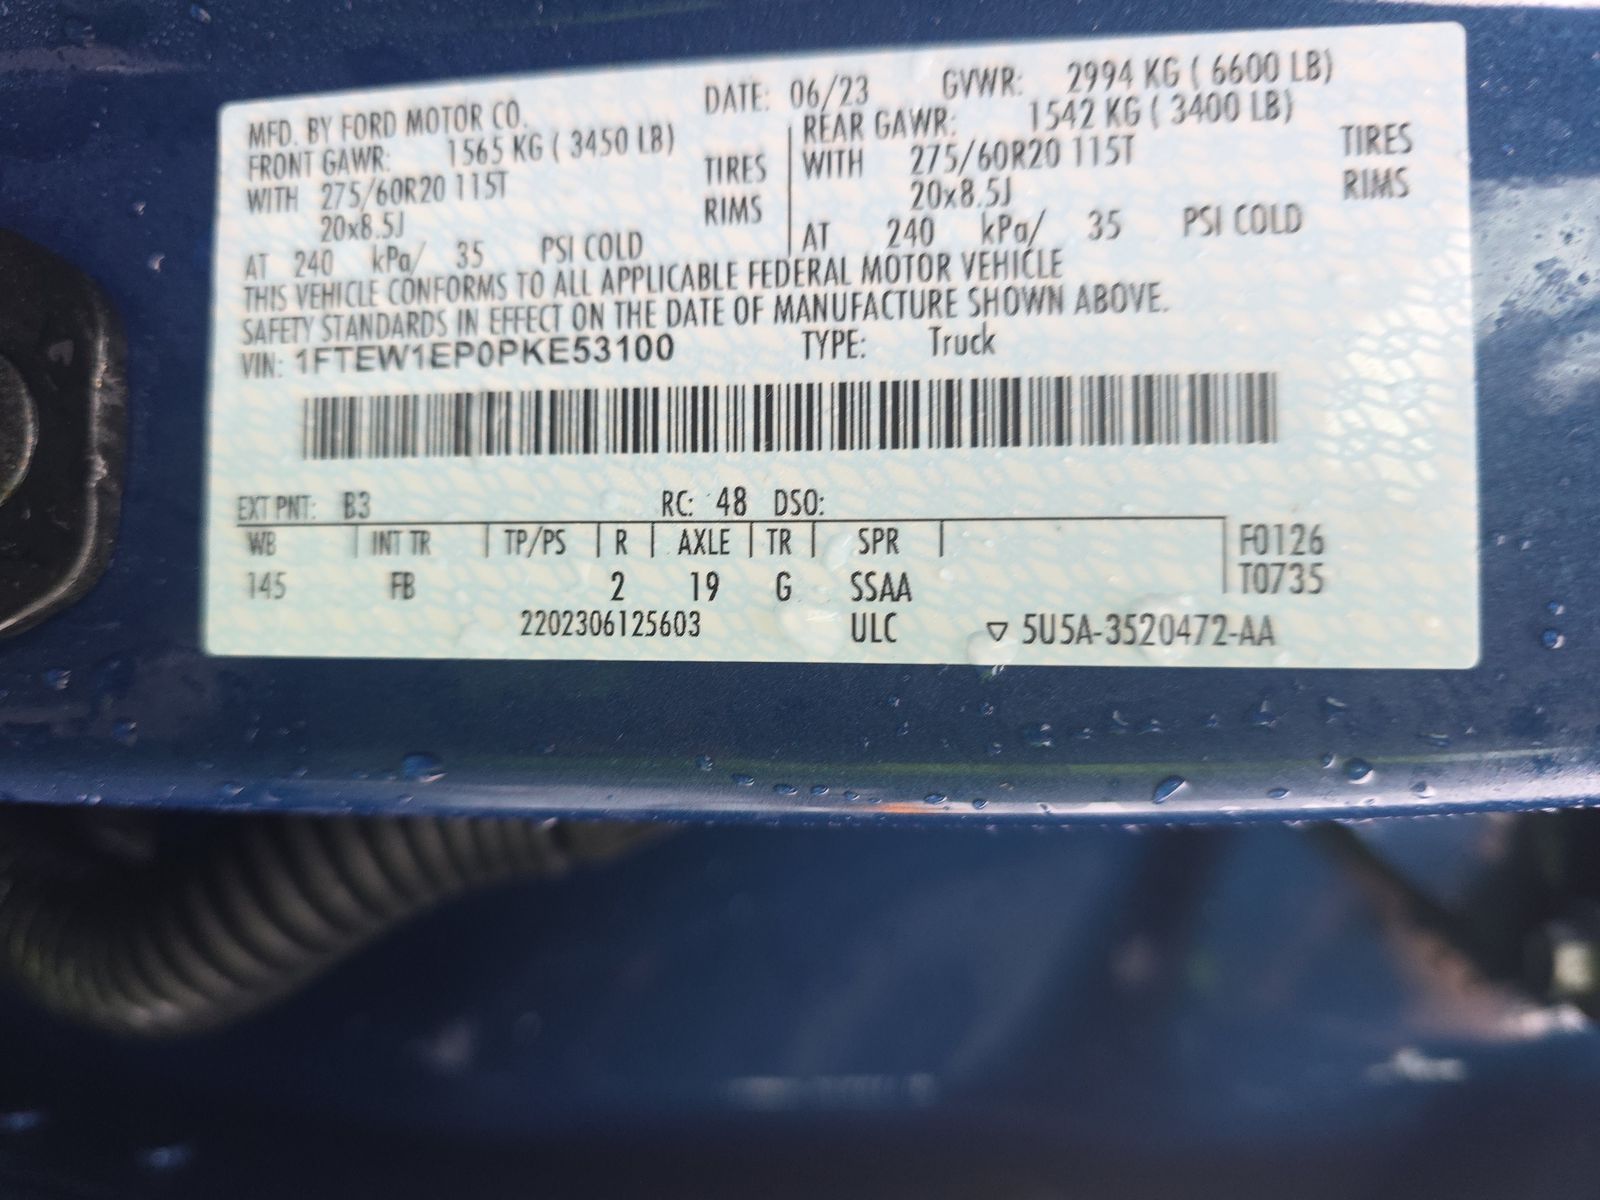 MFD. BY FORD MOTOR CO. DATE: 06/23 GVWR: 2994 KG ( 6600 LB)
FRONT GAWR: 1565 KG ( 3450 LB) REAR GAWR: 1542 KG ( 3400 LB)
WITH 275/60R20 115T TIRES WITH 275/60R20 115T TIRES
20x8.5J RIMS 20x8.5J RIMS
AT 240 kPa/ 35 PSI COLD AT 240 kPa/ 35 PSI COLD
THIS VEHICLE CONFORMS TO ALL APPLICABLE FEDERAL MOTOR VEHICLE
SAFETY STANDARDS IN EFFECT ON THE DATE OF MANUFACTURE SHOWN ABOVE.
VIN: 1FTEW1EP0PKE53100 TYPE: Truck
EXT PNT: B3 RC: 48 DSO:
WB INT TR TP/PS R AXLE TR SPR F0126
145 FB 2 19 G SSAA T0735
2202306125603 ULC ▽ 5U5A-3520472-AA